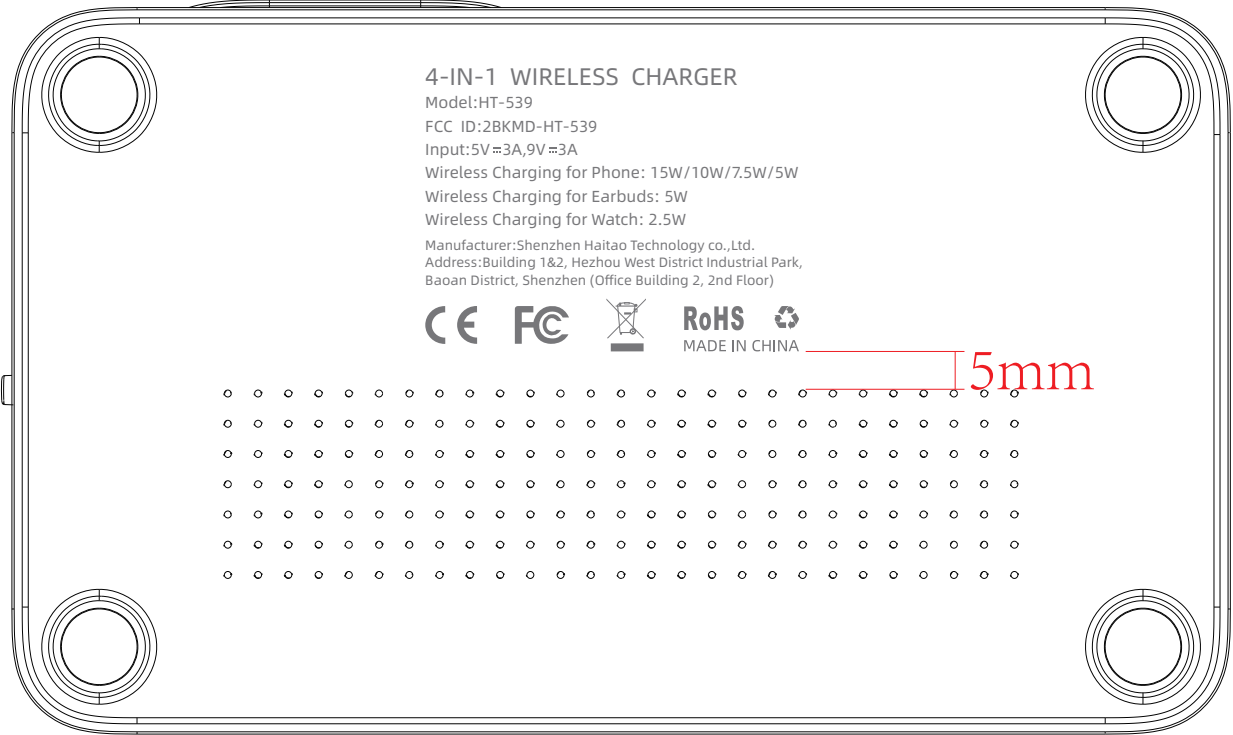 4-IN-1 WIRELESS CHARGER
Model:HT-539
FCC ID:2BKMD-HT-539
Input:5V⎓3A,9V⎓3A
Wireless Charging for Phone: 15W/10W/7.5W/5W
Wireless Charging for Earbuds: 5W
Wireless Charging for Watch: 2.5W
Manufacturer:Shenzhen Haitao Technology co.,Ltd.
Address:Building 1&2, Hezhou West District Industrial Park,
Baoan District, Shenzhen (Office Building 2, 2nd Floor)
CE FC RoHS
MADE IN CHINA
5mm